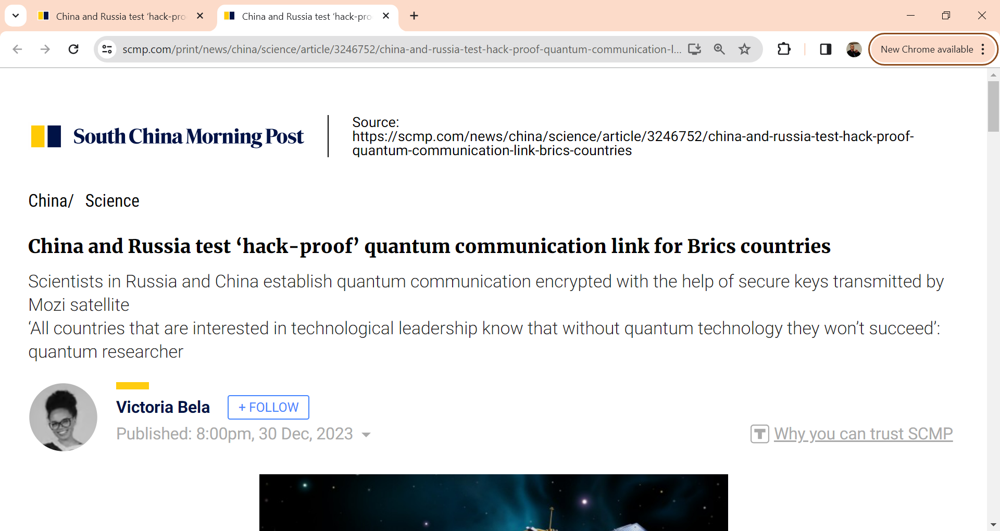 China and Russia test ‘hack-pro
China and Russia test ‘hack-pro
scmp.com/print/news/china/science/article/3246752/china-and-russia-test-hack-proof-quantum-communication-l...
New Chrome available
South China Morning Post
Source:
https://scmp.com/news/china/science/article/3246752/china-and-russia-test-hack-proof-
quantum-communication-link-brics-countries
China/ Science
China and Russia test ‘hack-proof’ quantum communication link for Brics countries
Scientists in Russia and China establish quantum communication encrypted with the help of secure keys transmitted by
Mozi satellite
‘All countries that are interested in technological leadership know that without quantum technology they won’t succeed’:
quantum researcher
Victoria Bela
+ FOLLOW
Published: 8:00pm, 30 Dec, 2023
T Why you can trust SCMP